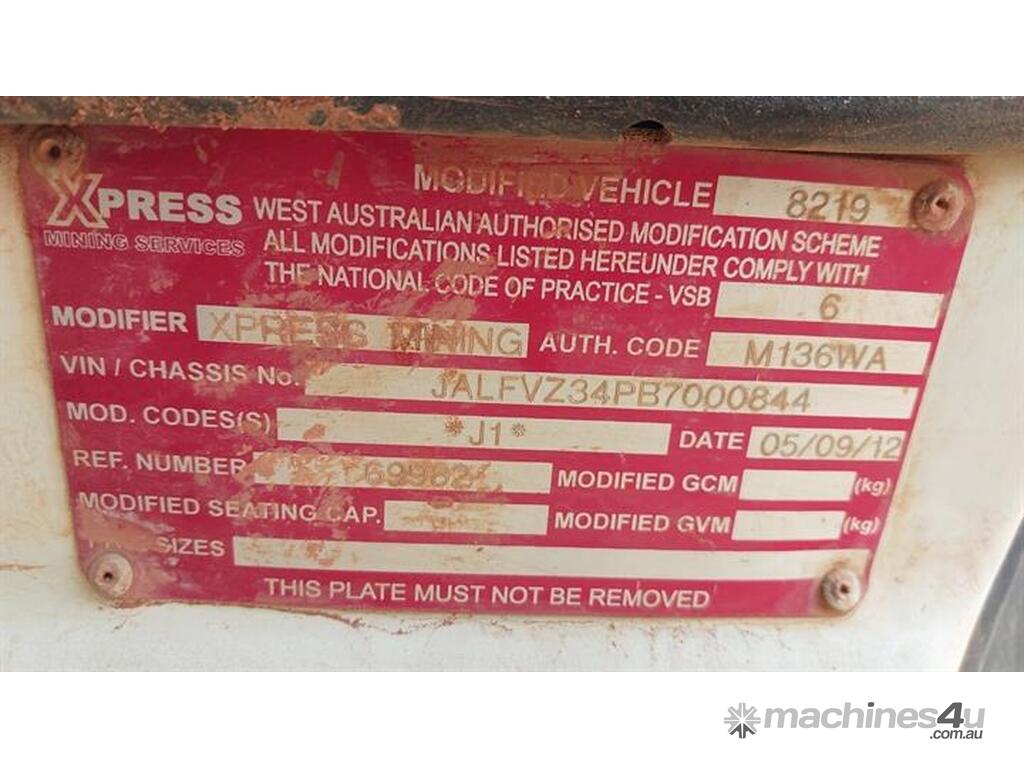 XPRESS
MINING SERVICES
MODIFIED VEHICLE 8219
WEST AUSTRALIAN AUTHORISED MODIFICATION SCHEME
ALL MODIFICATIONS LISTED HEREUNDER COMPLY WITH
THE NATIONAL CODE OF PRACTICE - VSB 6
MODIFIER XPRESS MINING AUTH. CODE M136WA
VIN / CHASSIS No. JALFVZ34PB7000844
MOD. CODES(S) *J1* DATE 05/09/12
REF. NUMBER MODIFIED GCM (kg)
MODIFIED SEATING CAP. MODIFIED GVM (kg)
SIZES
THIS PLATE MUST NOT BE REMOVED
machines4u
.com.au